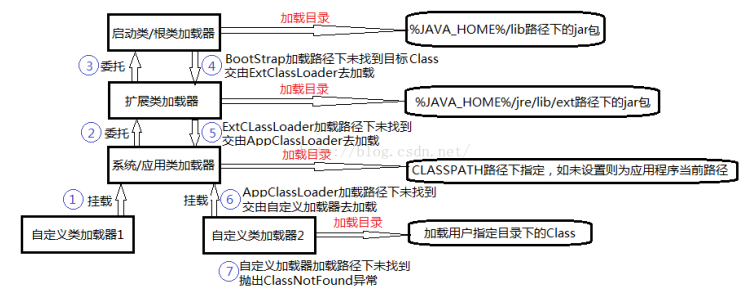 启动类/根类加载器
加载目录
%JAVA_HOME%/lib路径下的jar包
③ 委托
④ BootStrap加载路径下未找到目标Class
交由ExtClassLoader去加载
扩展类加载器
加载目录
%JAVA_HOME%/jre/lib/ext路径下的jar包
② 委托
⑤ ExtCLassLoader加载路径下未找到
交由AppClassLoader去加载
http://blog.csdn.net/
系统/应用类加载器
加载目录
CLASSPATH路径下指定，如未设置则为应用程序当前路径
① 挂载
挂载
⑥ AppClassLoader加载路径下未找到
交由自定义加载器去加载
自定义类加载器1
自定义类加载器2
加载目录
加载用户指定目录下的Class
⑦ 自定义加载器加载路径下未找到
抛出ClassNotFound异常